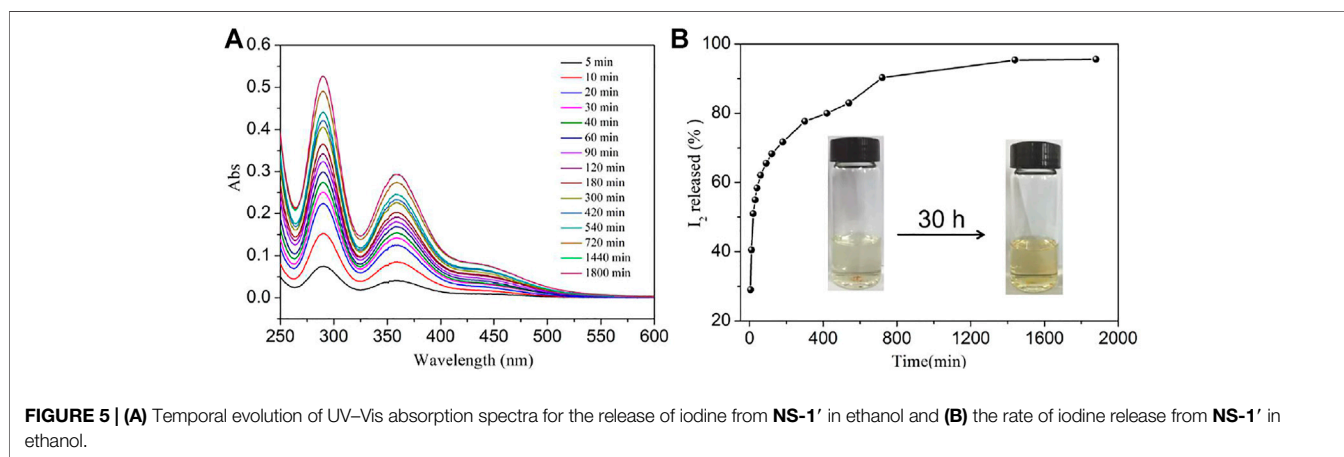 A
0.6
0.5
0.4
0.3
0.2
0.1
0.0
Abs
250 300 350 400 450 500 550 600
Wavelength (nm)
5 min
10 min
20 min
30 min
40 min
60 min
90 min
120 min
180 min
300 min
420 min
540 min
720 min
1440 min
1800 min
B
100
80
60
40
20
I₂ released (%)
0 400 800 1200 1600 2000
Time(min)
30 h
FIGURE 5 | (A) Temporal evolution of UV–Vis absorption spectra for the release of iodine from NS-1′ in ethanol and (B) the rate of iodine release from NS-1′ in
ethanol.